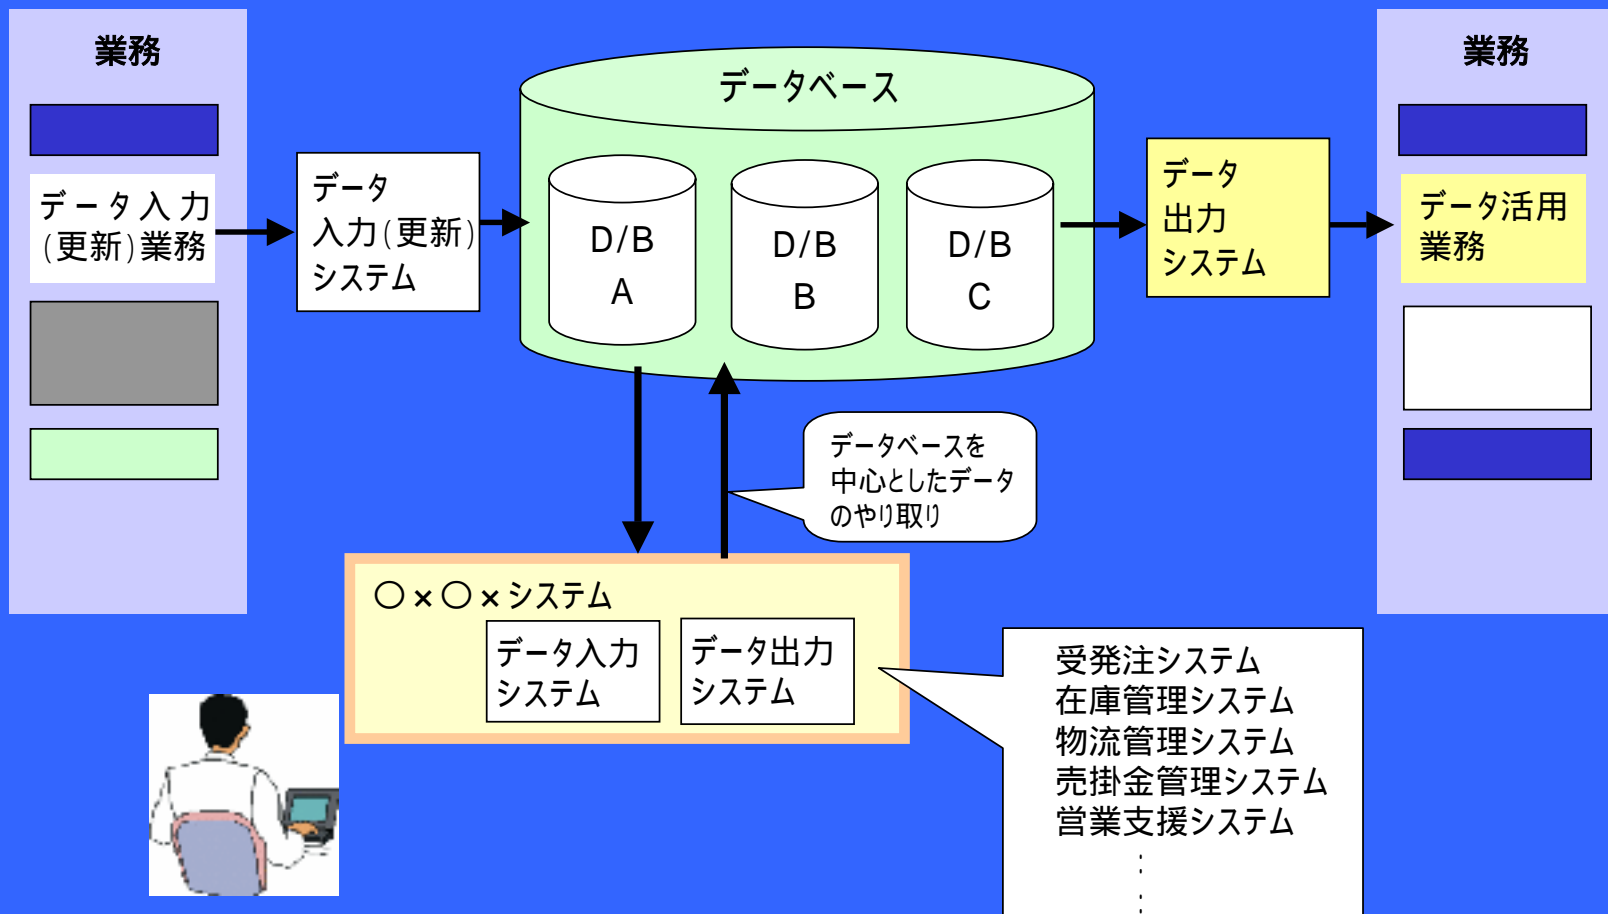 業務
データ入力
(更新)業務
データ
入力(更新)
システム
データベース
D/B
A
D/B
B
D/B
C
データ
出力
システム
業務
データ活用
業務
データベースを
中心としたデータ
のやり取り
○×○×システム
データ入力
システム
データ出力
システム
受発注システム
在庫管理システム
物流管理システム
売掛金管理システム
営業支援システム
:
: